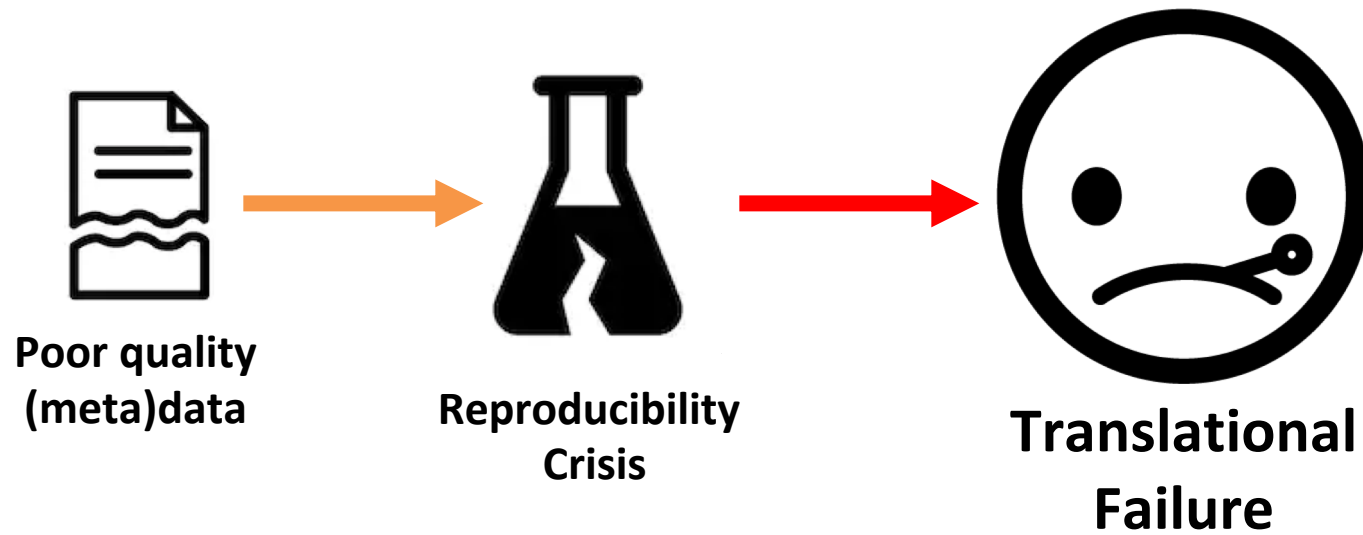 Poor quality
(meta)data
Reproducibility
Crisis
Translational
Failure